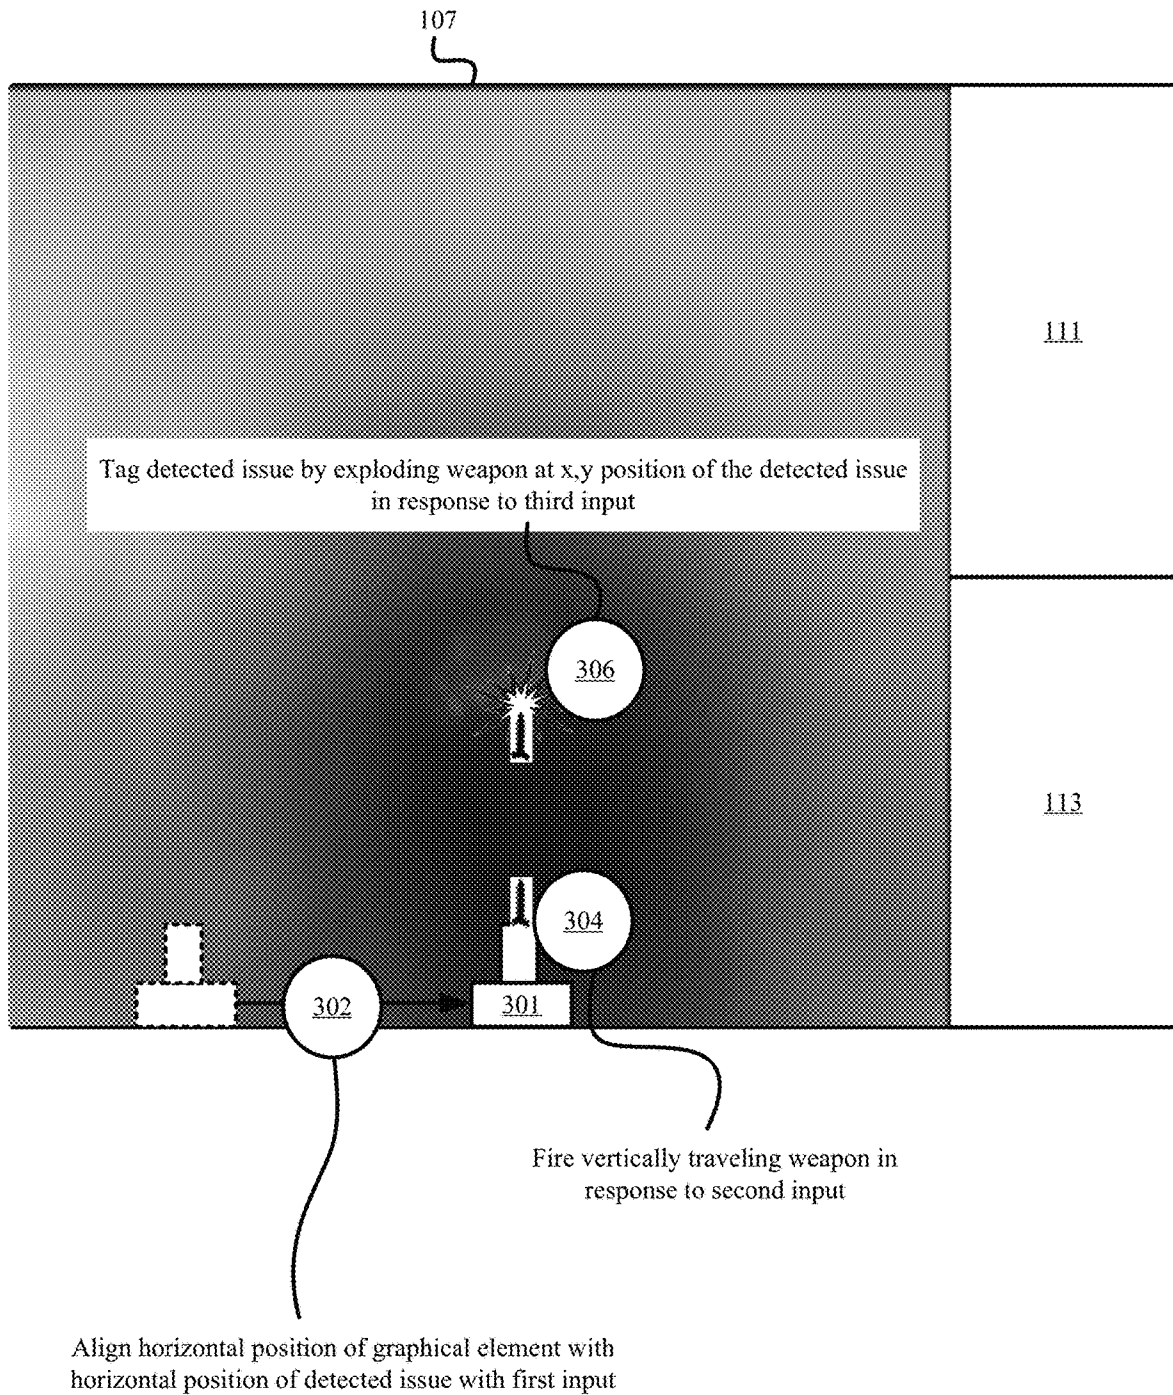 107
111
Tag detected issue by exploding weapon at x,y position of the detected issue
in response to third input
306
113
304
302
301
Fire vertically traveling weapon in
response to second input
Align horizontal position of graphical element with
horizontal position of detected issue with first input